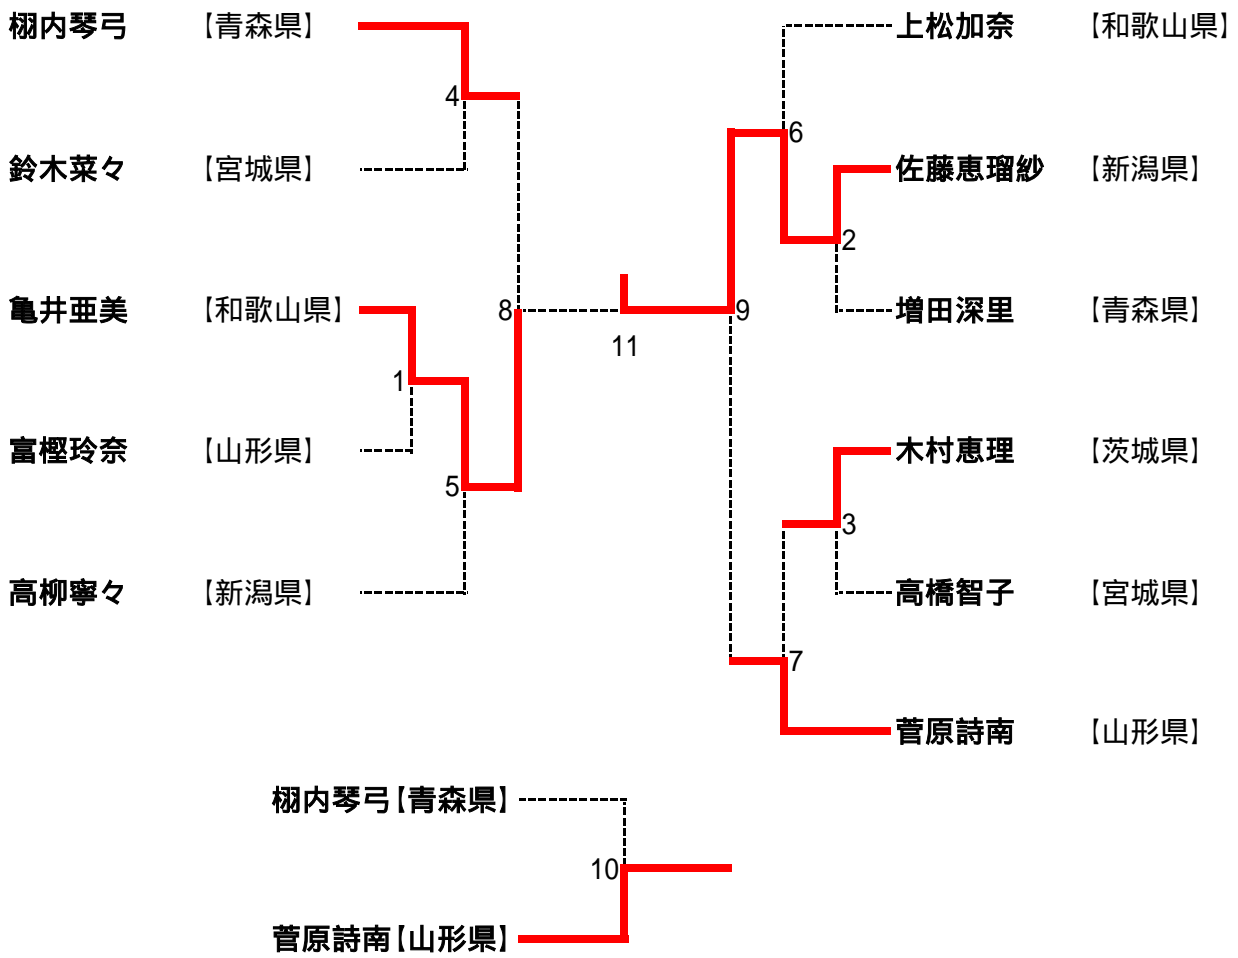 栩内琴弓 【青森県】
4
鈴木菜々 【宮城県】
亀井亜美 【和歌山県】
1
富樫玲奈 【山形県】
5
高柳寧々 【新潟県】
8
11
上松加奈 【和歌山県】
6
佐藤恵瑠紗 【新潟県】
2
増田深里 【青森県】
9
木村恵理 【茨城県】
3
高橋智子 【宮城県】
7
菅原詩南 【山形県】
栩内琴弓【青森県】
10
菅原詩南【山形県】